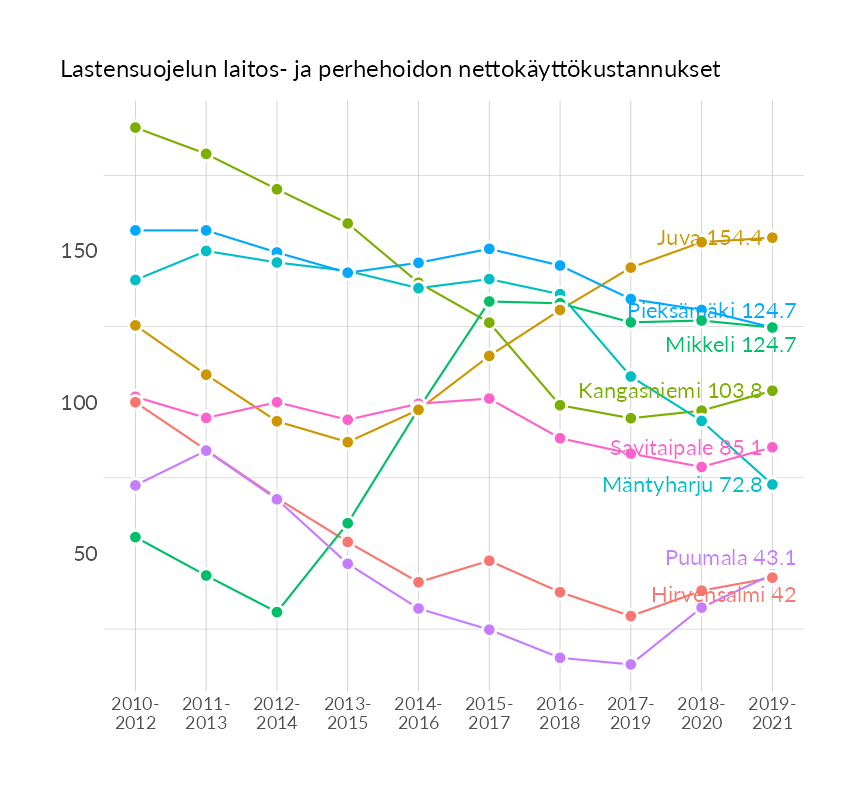 Lastensuojelun laitos- ja perhehoidon nettokäyttökustannukset
150
100
50
Juva 154.4
Pieksämäki 124.7
Mikkeli 124.7
Kangasniemi 103.8
Savitaipale 85.1
Mäntyharju 72.8
Puumala 43.1
Hirvensalmi 42
2010- 2011- 2012- 2013- 2014- 2015- 2016- 2017- 2018- 2019-
2012 2013 2014 2015 2016 2017 2018 2019 2020 2021